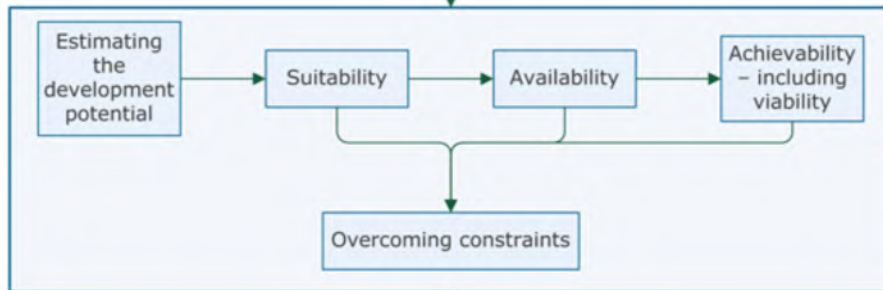 Estimating
the
development
potential
Suitability
Availability
Achievability
– including
viability
Overcoming constraints